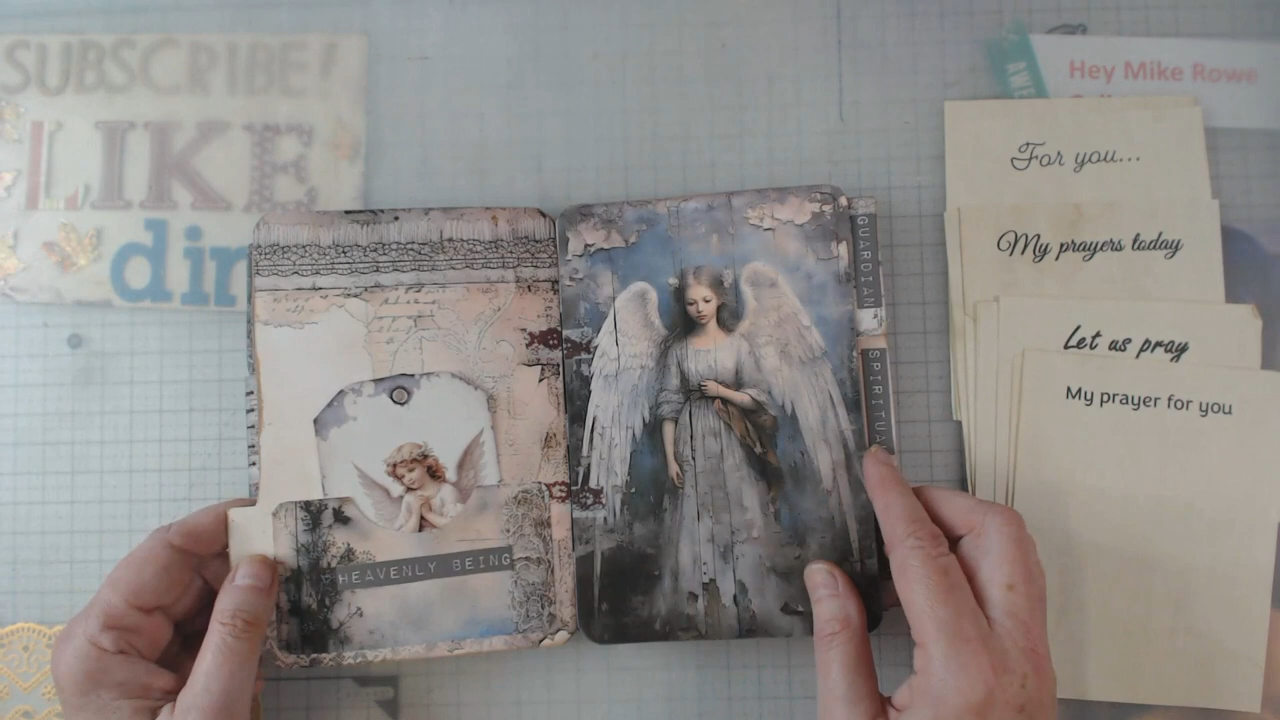 SUBSCRIBE!
LIKE
HEAVENLY BEING
GUARDIAN
SPIRITUA
Hey Mike Rowe
For you...
My prayers today
Let us pray
My prayer for you